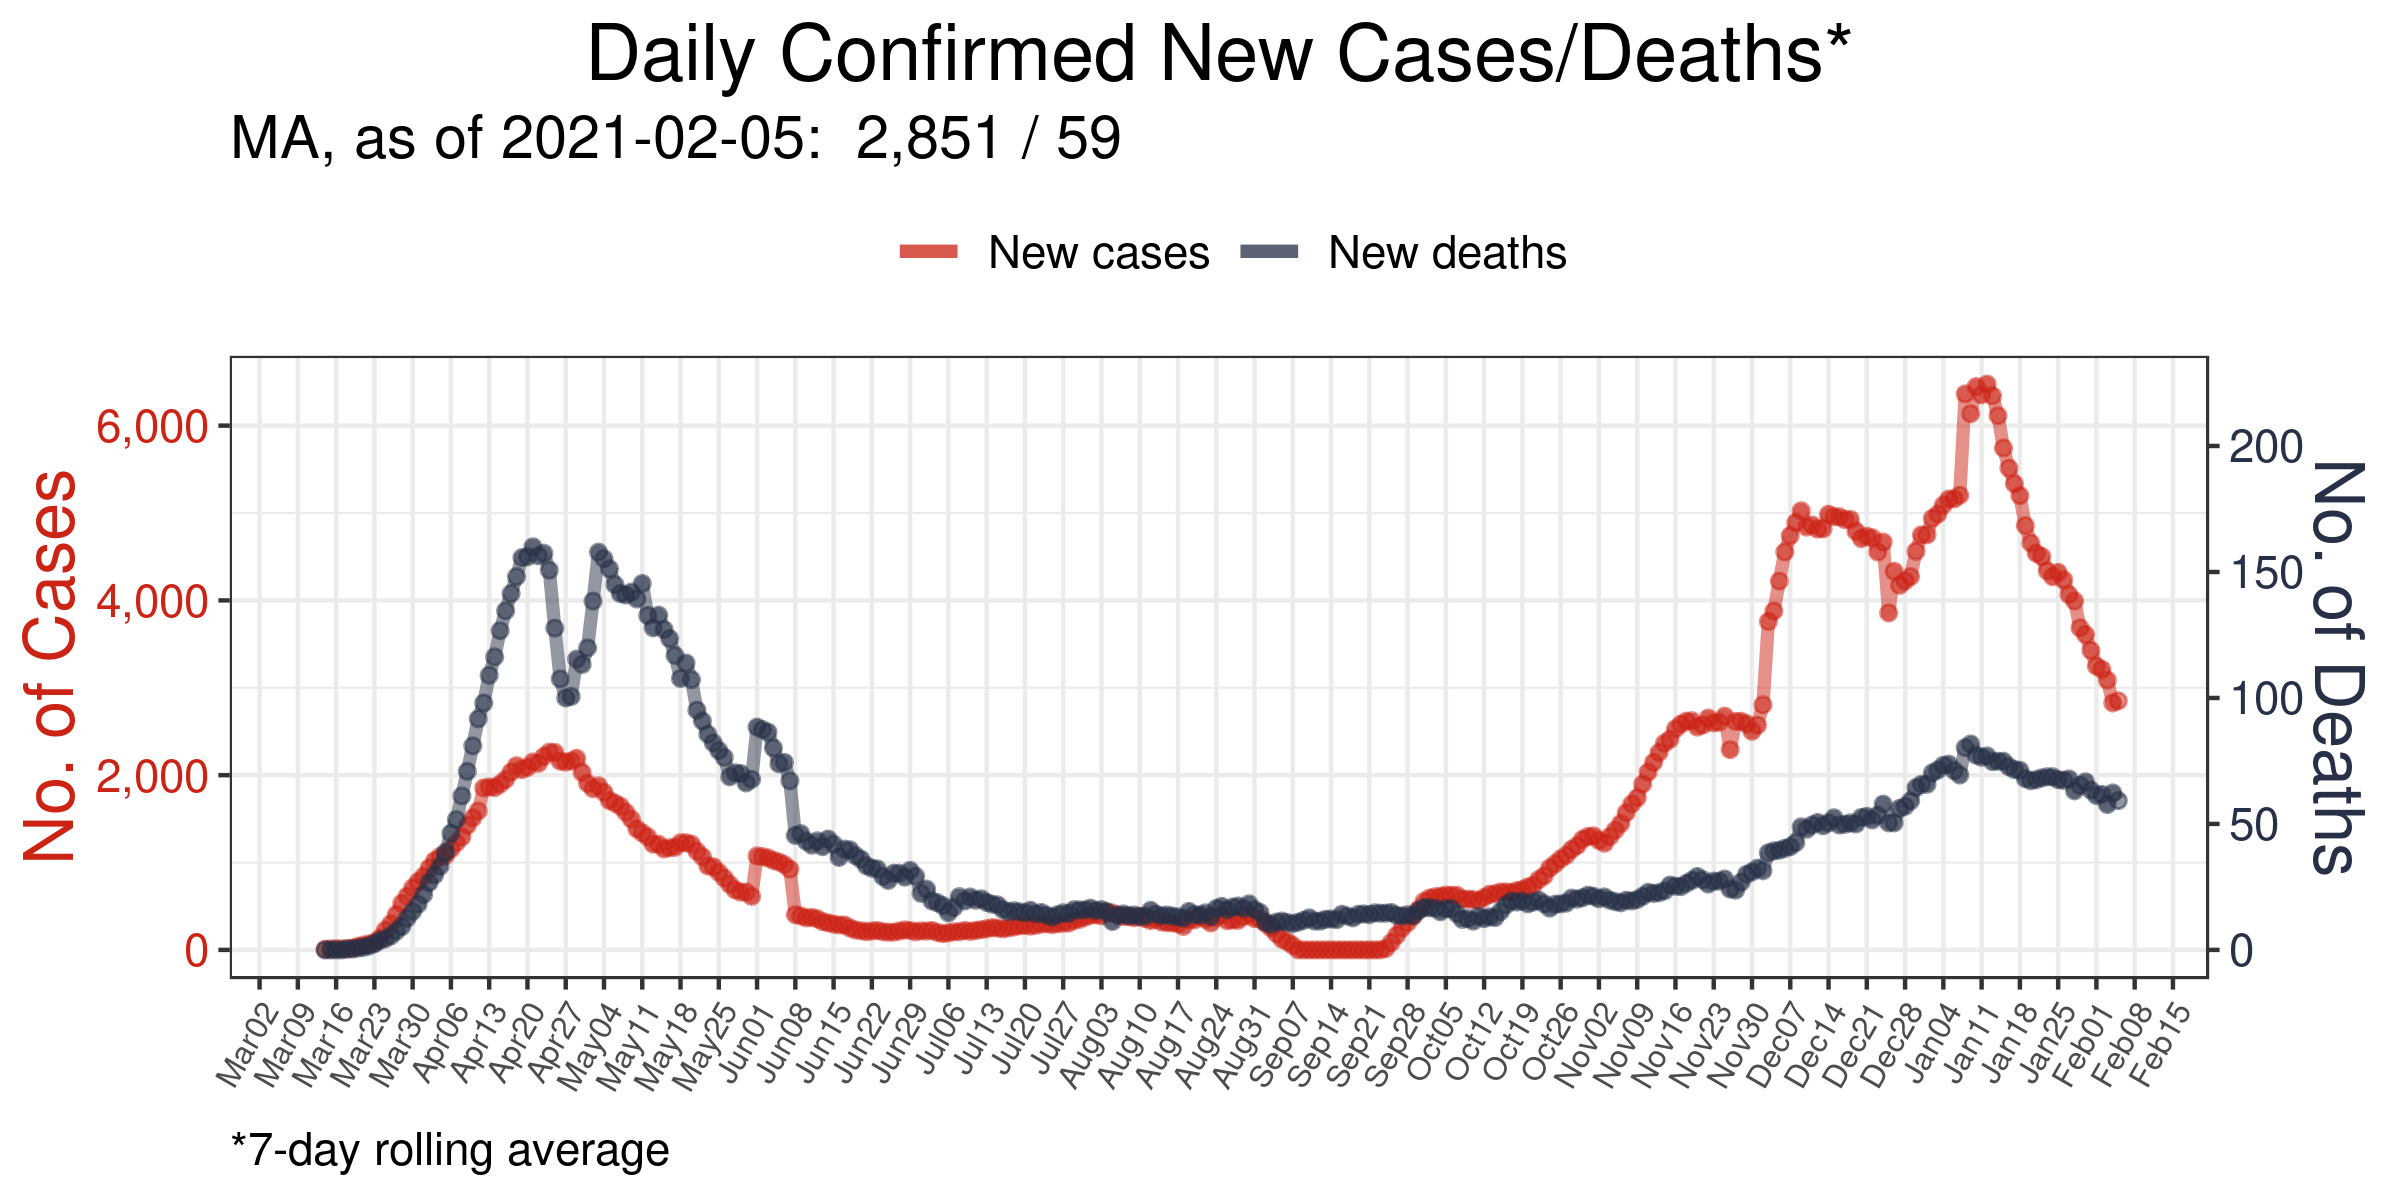 Daily Confirmed New Cases/Deaths*
MA, as of 2021-02-05:  2,851 / 59
New cases
New deaths
No. of Cases
6,000
4,000
2,000
0
200
150
100
50
0
No. of Deaths
Mar02
Mar09
Mar16
Mar23
Mar30
Apr06
Apr13
Apr20
Apr27
May04
May11
May18
May25
Jun01
Jun08
Jun15
Jun22
Jun29
Jul06
Jul13
Jul20
Jul27
Aug03
Aug10
Aug17
Aug24
Aug31
Sep07
Sep14
Sep21
Sep28
Oct05
Oct12
Oct19
Oct26
Nov02
Nov09
Nov16
Nov23
Nov30
Dec07
Dec14
Dec21
Dec28
Jan04
Jan11
Jan18
Jan25
Feb01
Feb08
Feb15
*7-day rolling average